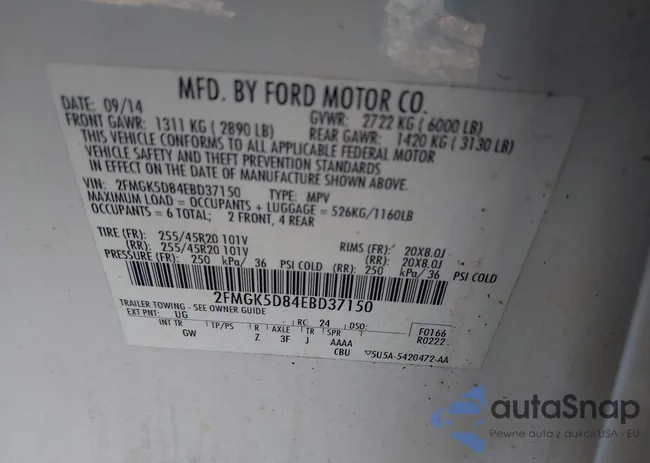 MFD. BY FORD MOTOR CO.
DATE: 09/14 GVWR: 2722 KG ( 6000 LB)
FRONT GAWR: 1311 KG ( 2890 LB) REAR GAWR: 1420 KG ( 3130 LB)
THIS VEHICLE CONFORMS TO ALL APPLICABLE FEDERAL MOTOR
VEHICLE SAFETY AND THEFT PREVENTION STANDARDS
IN EFFECT ON THE DATE OF MANUFACTURE SHOWN ABOVE.
VIN: 2FMGK5D84EBD37150 TYPE: MPV
MAXIMUM LOAD = OCCUPANTS + LUGGAGE = 526KG/1160LB
OCCUPANTS = 6 TOTAL; 2 FRONT, 4 REAR
TIRE (FR): 255/45R20 101V RIMS (FR): 20X8.0J
(RR): 255/45R20 101V (RR): 20X8.0J
PRESSURE (FR): 250 kPa/ 36 PSI COLD (RR): 250 kPa/ 36 PSI COLD
2FMGK5D84EBD37150
TRAILER TOWING - SEE OWNER GUIDE
EXT PNT: UG RC: 24 DSO: F0166
R0222
INT TR TP/PS R AXLE TR SPR
GW Z 3F J AAAA
CBU 5U5A-5420472-AA
autaSnap
Pewne auta z aukcji USA i EU